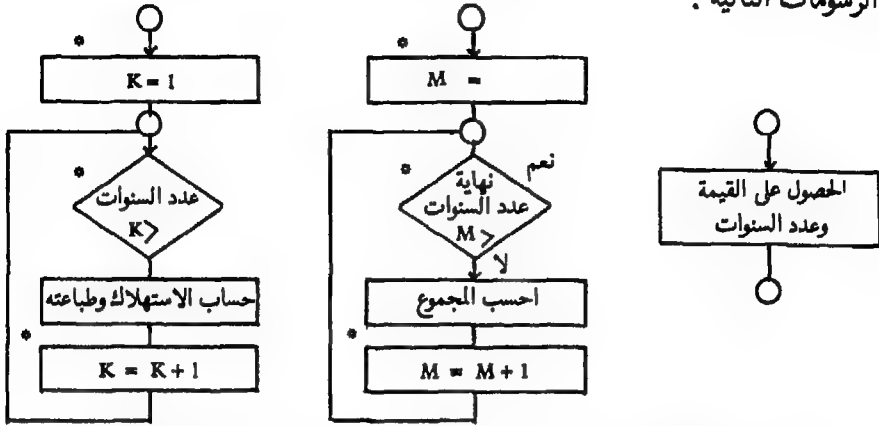 الرسومات التالية :
الحصول على القيمة
وعدد السنوات
*
M =
*
نعم
نهاية
عدد السنوات
M >
لا
احسب المجموع
*
M = M + 1
*
K = 1
*
عدد السنوات
K >
حساب الاستهلاك وطباعته
*
K = K + 1